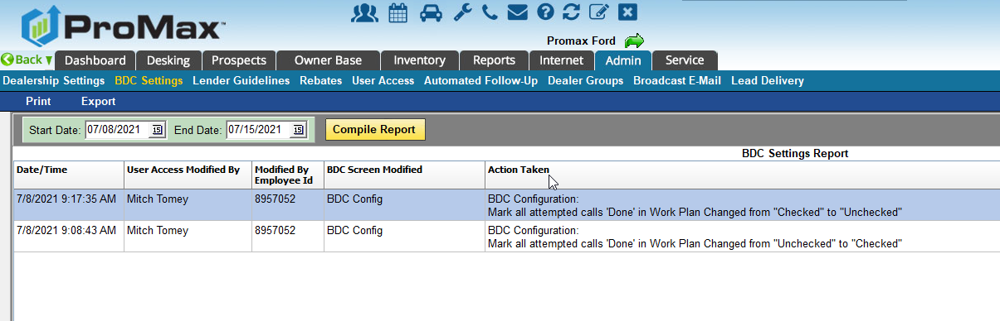 ProMax™
Promax Ford
Back
Dashboard
Desking
Prospects
Owner Base
Inventory
Reports
Internet
Admin
Service
Dealership Settings
BDC Settings
Lender Guidelines
Rebates
User Access
Automated Follow-Up
Dealer Groups
Broadcast E-Mail
Lead Delivery
Print
Export
Start Date: 07/08/2021 15
End Date: 07/15/2021 15
Compile Report
BDC Settings Report
Date/Time
User Access Modified By
Modified By
Employee Id
BDC Screen Modified
Action Taken
7/8/2021 9:17:35 AM
Mitch Tomey
8957052
BDC Config
BDC Configuration:
Mark all attempted calls 'Done' in Work Plan Changed from "Checked" to "Unchecked"
7/8/2021 9:08:43 AM
Mitch Tomey
8957052
BDC Config
BDC Configuration:
Mark all attempted calls 'Done' in Work Plan Changed from "Unchecked" to "Checked"